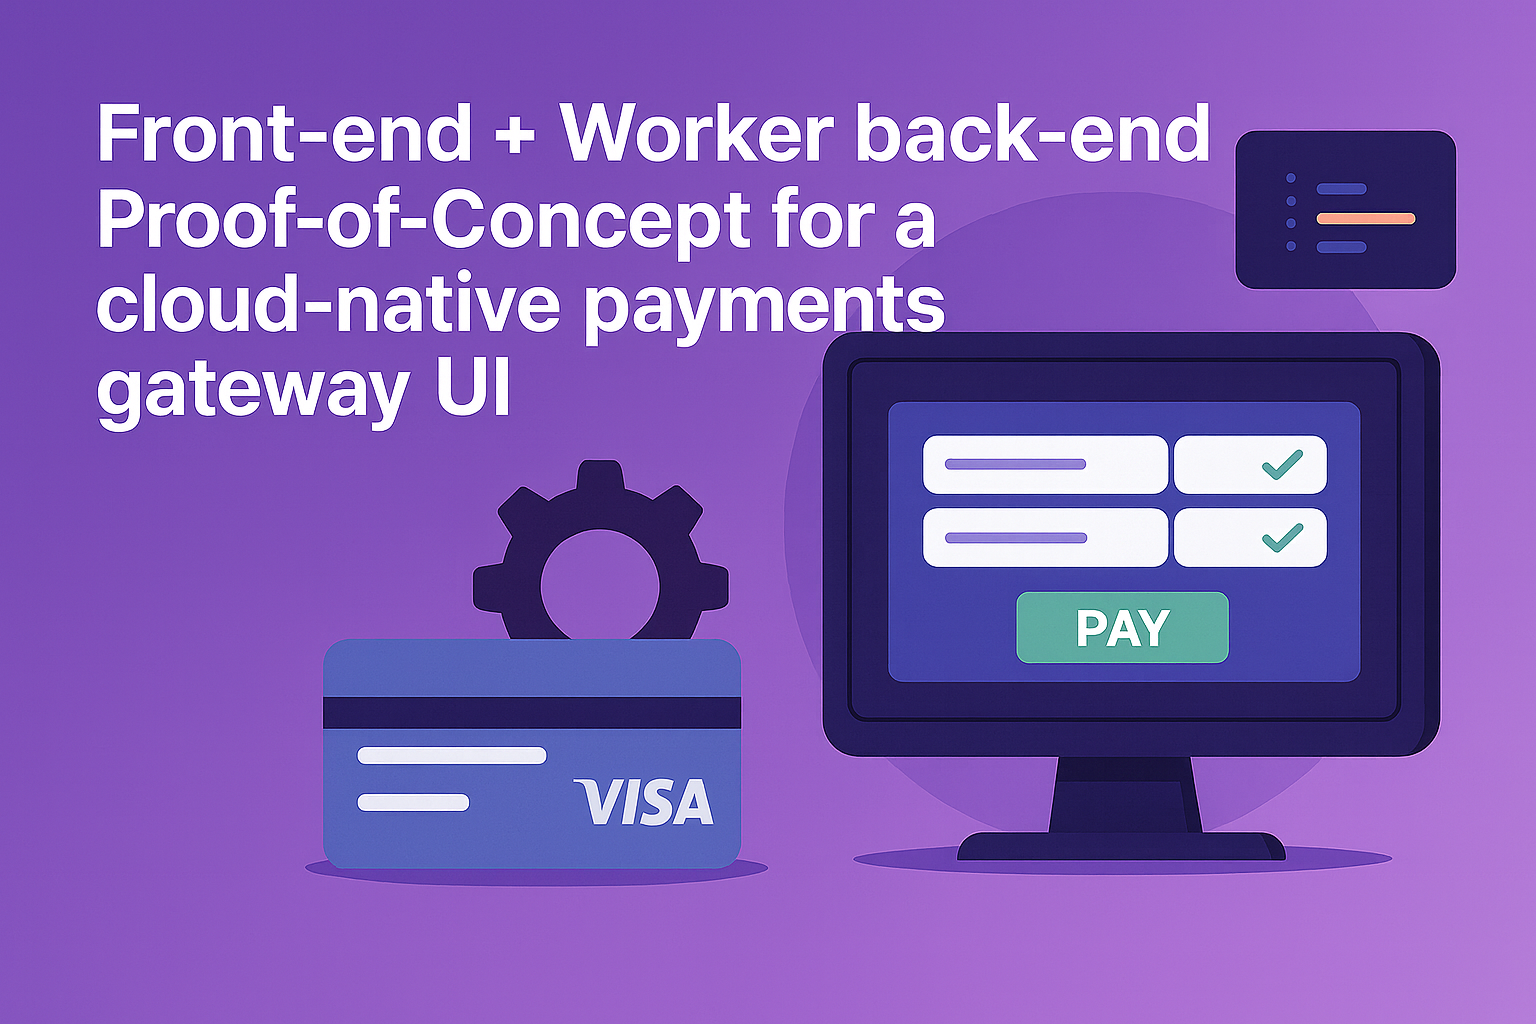 Front-end + Worker back-end
Proof-of-Concept for a
cloud-native payments
gateway UI
PAY
VISA